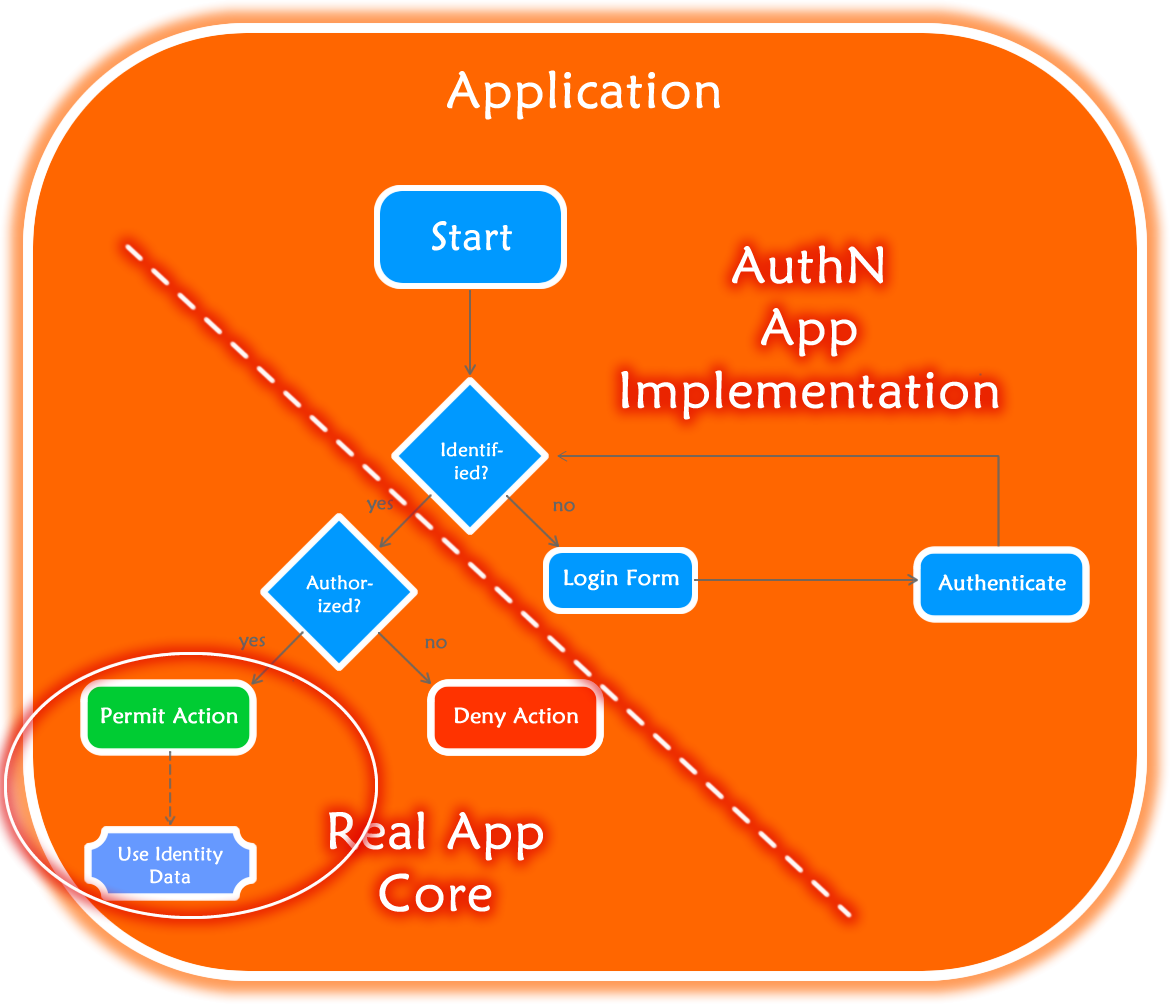 Application
Start
AuthN
App
Implementation
Identif-
ied?
yes
no
Author-
ized?
Login Form
Authenticate
yes
no
Permit Action
Deny Action
Real App
Core
Use Identity
Data